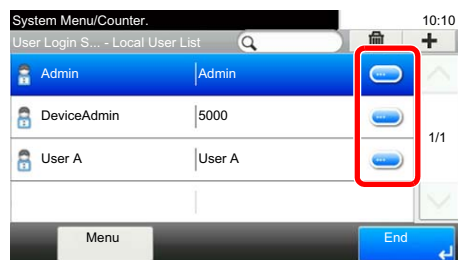 System Menu/Counter. 10:10
User Login S... - Local User List
Admin Admin
DeviceAdmin 5000
1/1
User A User A
Menu End